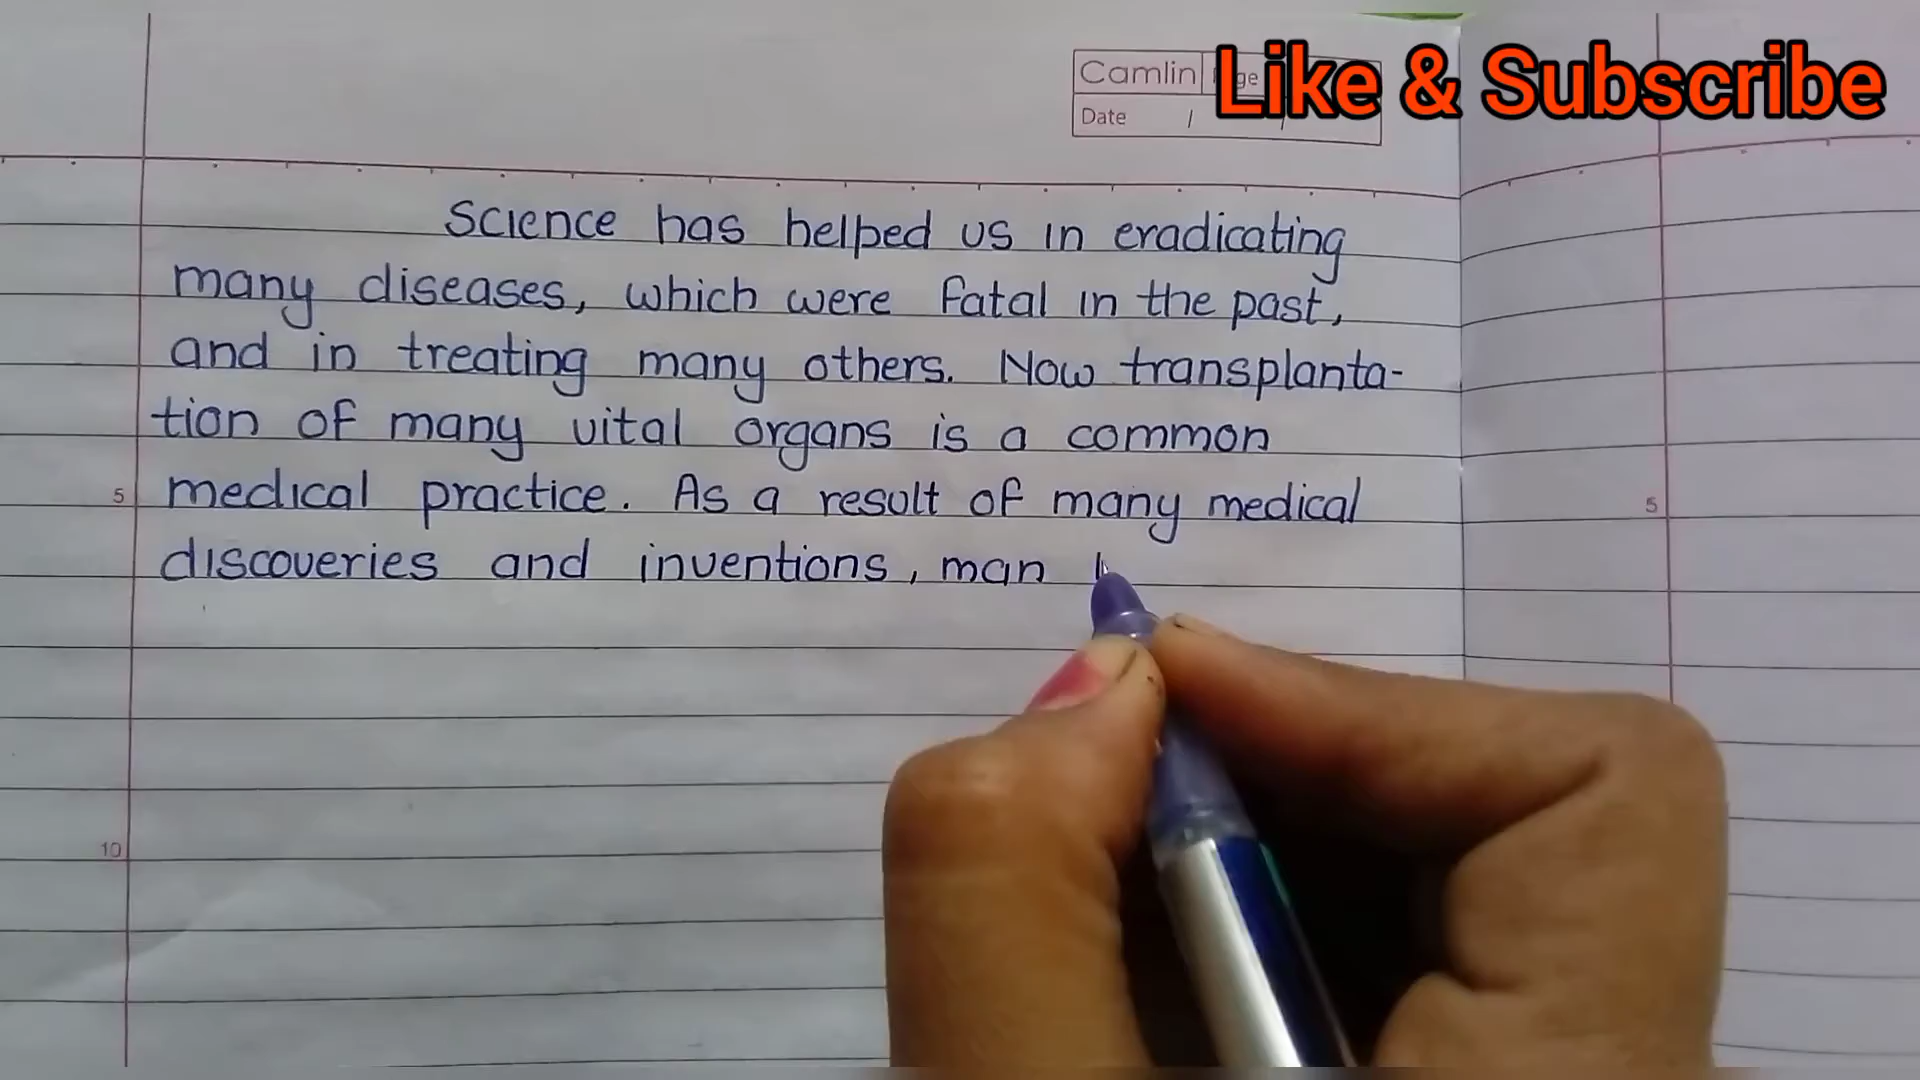 Like & Subscribe
Camlin
Date / /
Science has helped us in eradicating
many diseases, which were fatal in the past,
and in treating many others. Now transplanta-
tion of many vital organs is a common
medical practice. As a result of many medical
discoveries and inventions, man
5
5
10